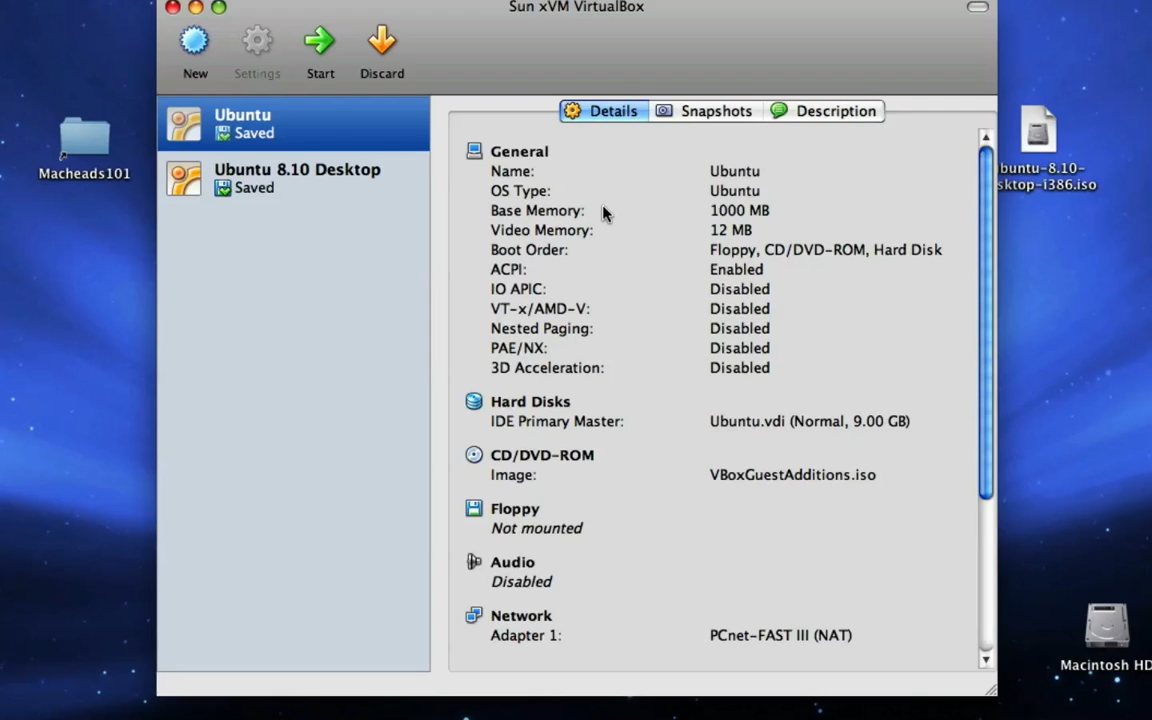 Sun xVM VirtualBox
New Settings Start Discard
Details Snapshots Description
Ubuntu
Saved
Ubuntu 8.10 Desktop
Saved
General
Name: Ubuntu
OS Type: Ubuntu
Base Memory: 1000 MB
Video Memory: 12 MB
Boot Order: Floppy, CD/DVD-ROM, Hard Disk
ACPI: Enabled
IO APIC: Disabled
VT-x/AMD-V: Disabled
Nested Paging: Disabled
PAE/NX: Disabled
3D Acceleration: Disabled
Hard Disks
IDE Primary Master: Ubuntu.vdi (Normal, 9.00 GB)
CD/DVD-ROM
Image: VBoxGuestAdditions.iso
Floppy
Not mounted
Audio
Disabled
Network
Adapter 1: PCnet-FAST III (NAT)
Macheads101
buntu-8.10-
sktop-i386.iso
Macintosh HD